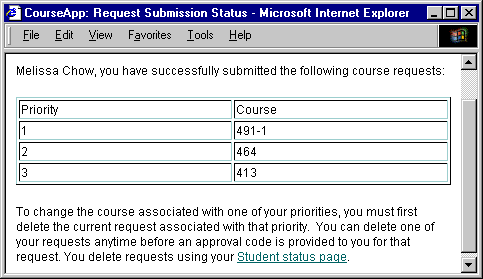 CourseApp: Request Submission Status - Microsoft Internet Explorer
File Edit View Favorites Tools Help
Melissa Chow, you have successfully submitted the following course requests:
Priority Course
1 491-1
2 464
3 413
To change the course associated with one of your priorities, you must first
delete the current request associated with that priority.  You can delete one of
your requests anytime before an approval code is provided to you for that
request. You delete requests using your Student status page.